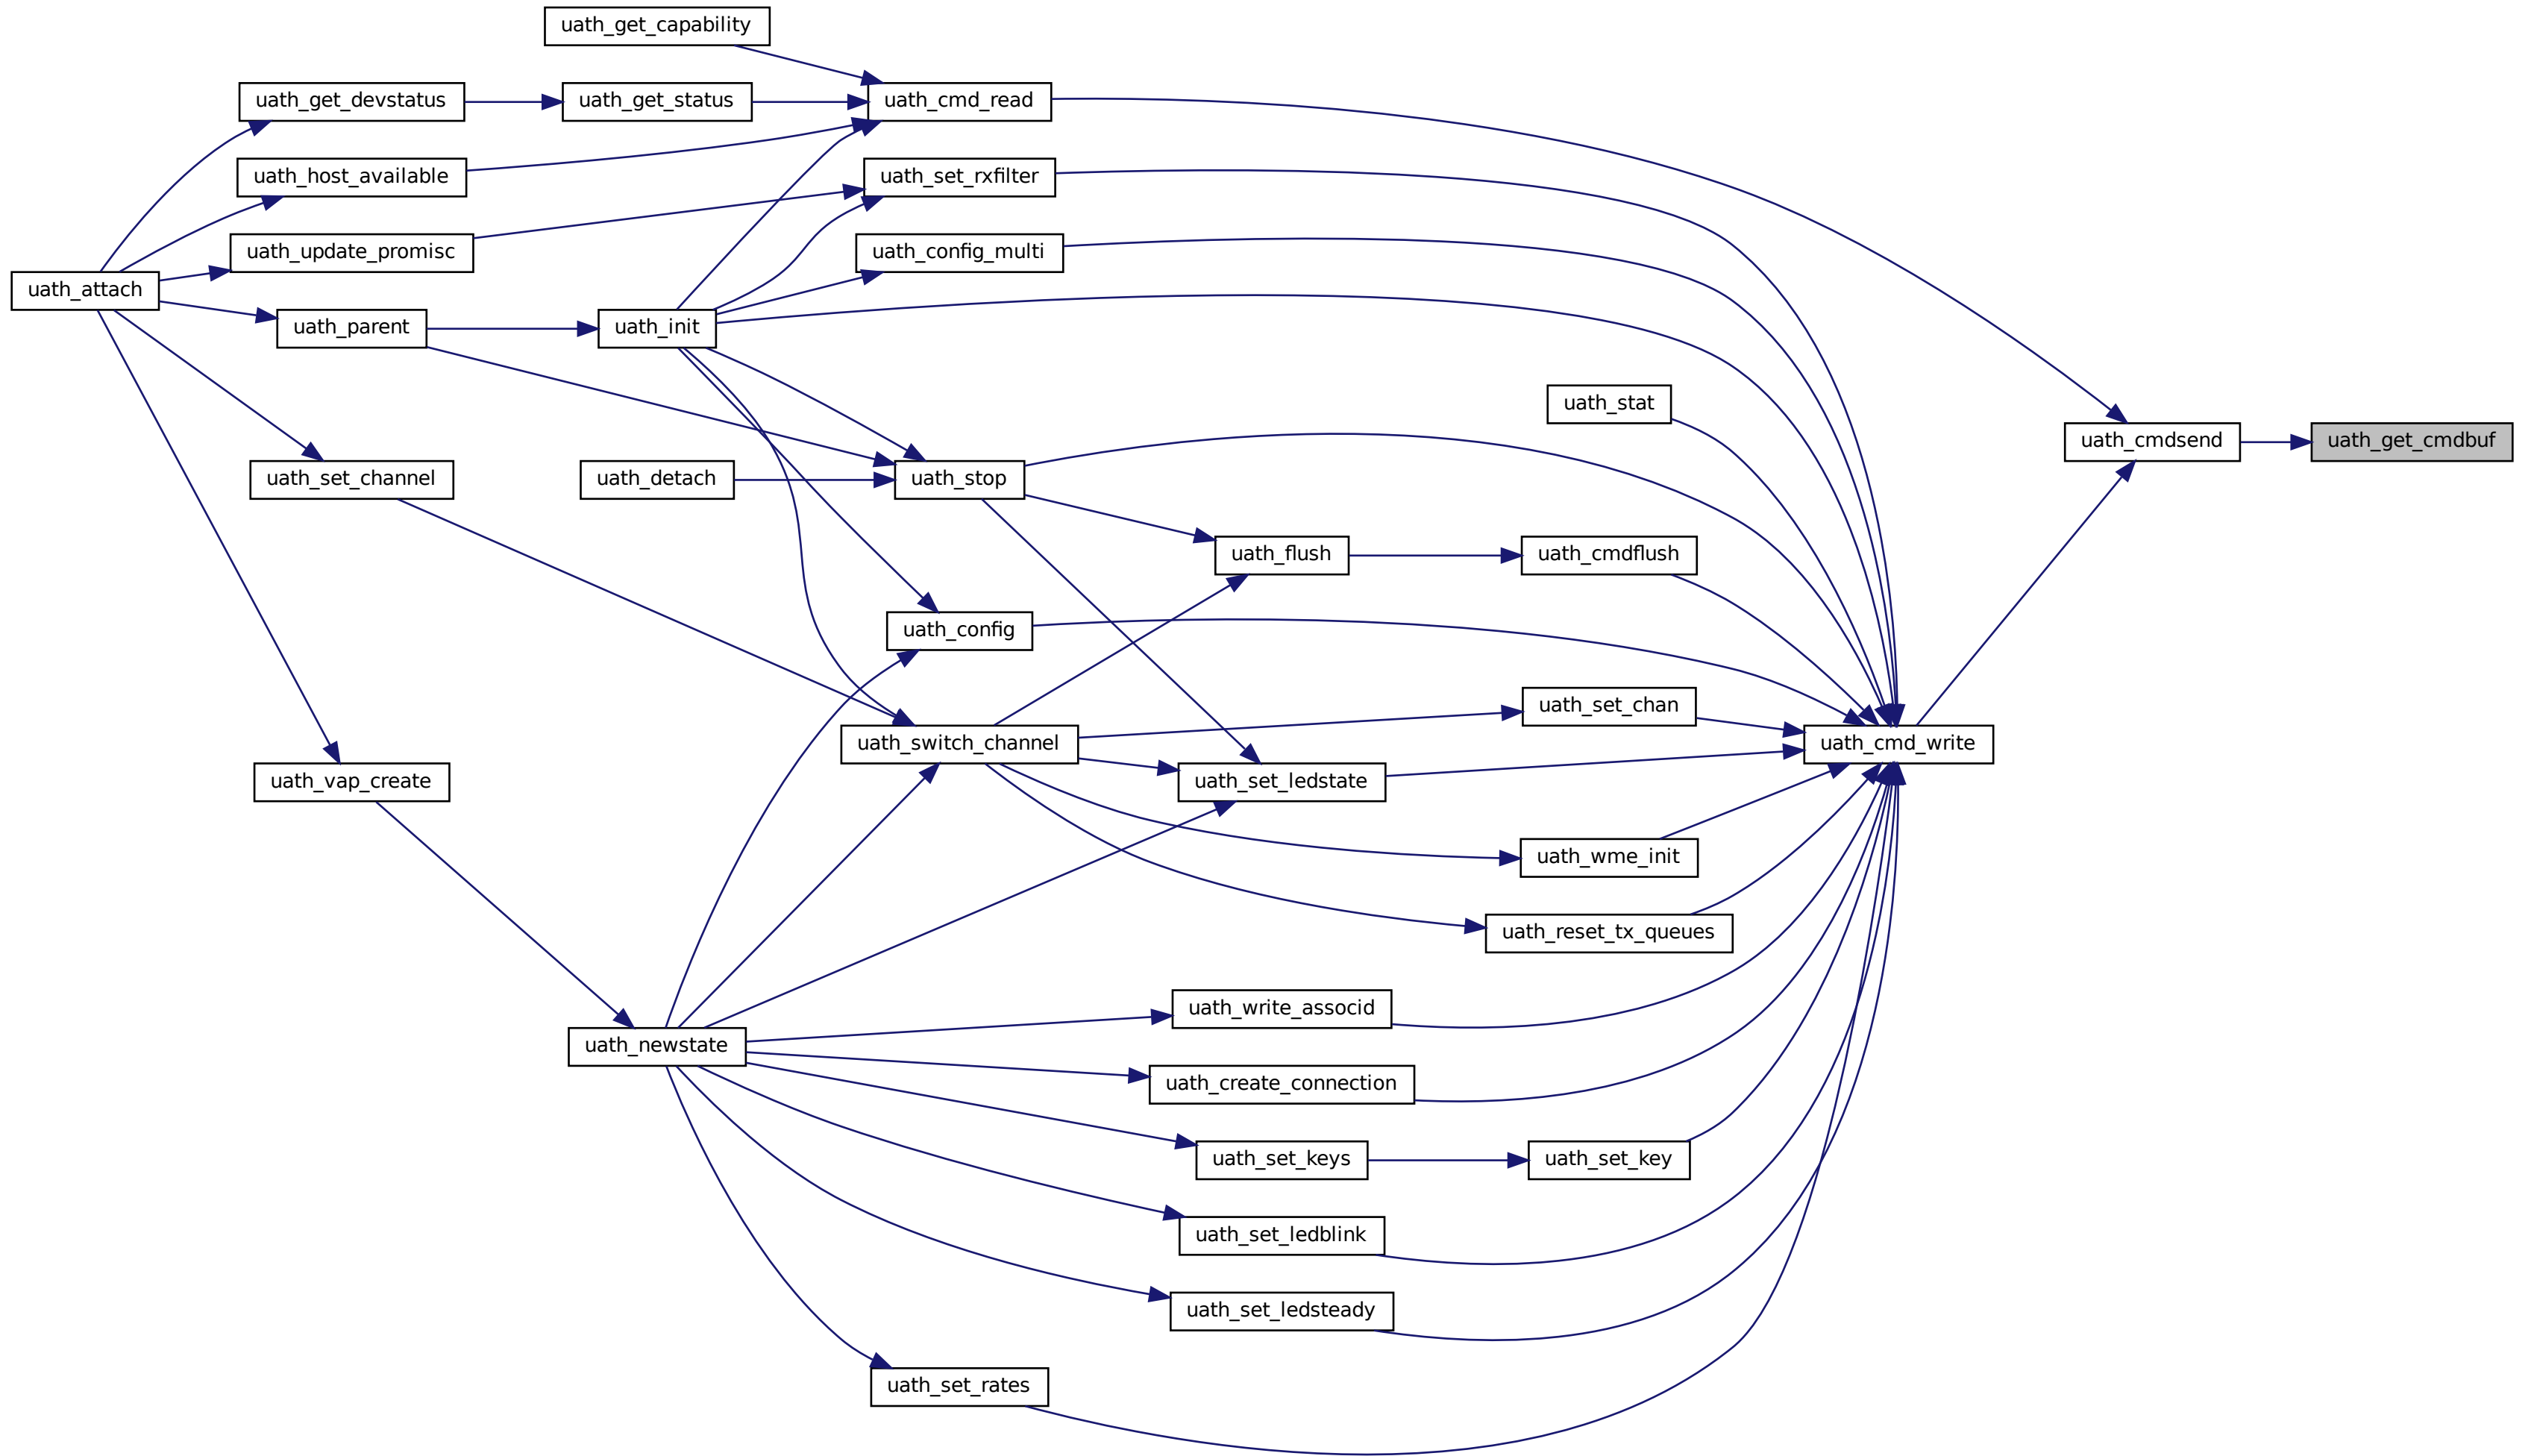 uath_get_capability
uath_get_devstatus
uath_get_status
uath_cmd_read
uath_host_available
uath_set_rxfilter
uath_update_promisc
uath_config_multi
uath_attach
uath_parent
uath_init
uath_stat
uath_cmdsend
uath_get_cmdbuf
uath_set_channel
uath_detach
uath_stop
uath_flush
uath_cmdflush
uath_config
uath_set_chan
uath_switch_channel
uath_cmd_write
uath_vap_create
uath_set_ledstate
uath_wme_init
uath_reset_tx_queues
uath_write_associd
uath_newstate
uath_create_connection
uath_set_keys
uath_set_key
uath_set_ledblink
uath_set_ledsteady
uath_set_rates